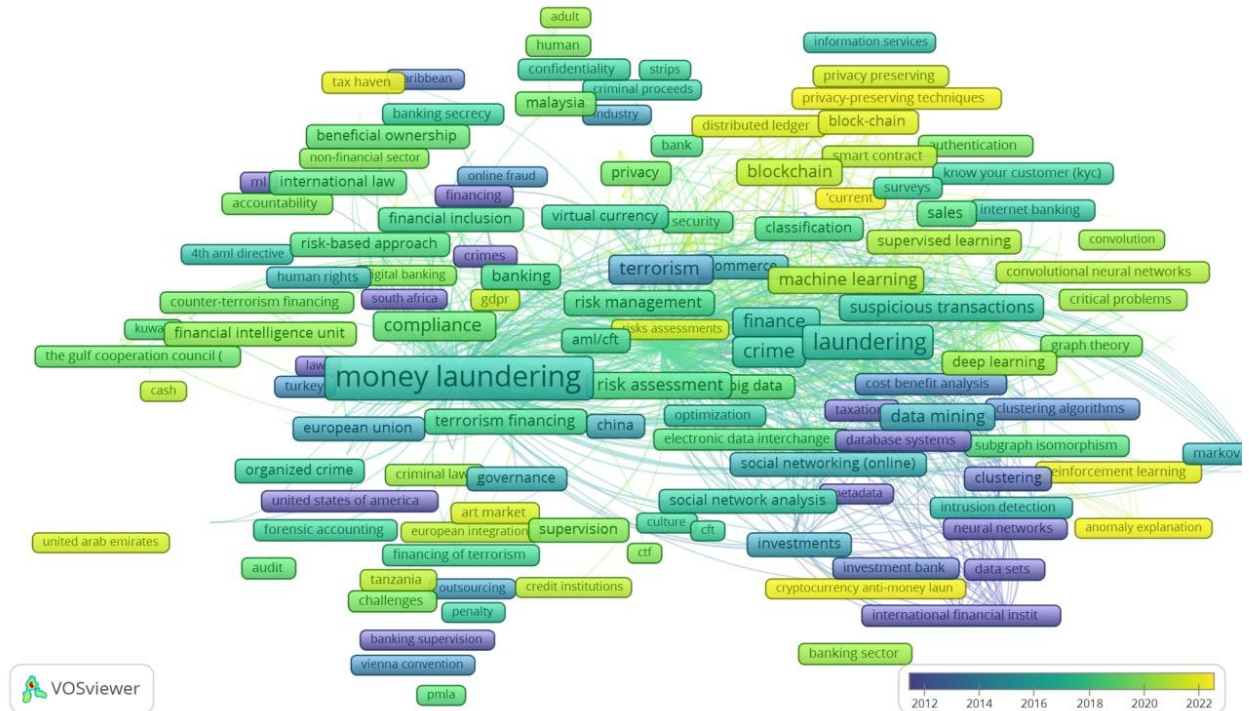 adult
human
information services
confidentiality
strips
tax haven
aribbean
privacy preserving
criminal proceeds
privacy-preserving techniques
malaysia
banking secrecy
industry
distributed ledger
block-chain
beneficial ownership
bank
authentication
non-financial sector
smart contract
online fraud
privacy
blockchain
know your customer (kyc)
ml
international law
surveys
financing
'current
accountability
financial inclusion
virtual currency
security
sales
internet banking
classification
risk-based approach
supervised learning
convolution
4th aml directive
crimes
terrorism
ommerce
human rights
digital banking
banking
machine learning
convolutional neural networks
south africa
gdpr
counter-terrorism financing
risk management
suspicious transactions
critical problems
kuwa
financial intelligence unit
compliance
risks assessments
finance
aml/cft
laundering
graph theory
the gulf cooperation council (
crime
deep learning
law
money laundering
turkey
risk assessment
big data
cost benefit analysis
cash
taxation
clustering algorithms
european union
terrorism financing
china
optimization
data mining
electronic data interchange
database systems
subgraph isomorphism
markov
organized crime
criminal law
governance
social networking (online)
clustering
reinforcement learning
united states of america
social network analysis
metadata
intrusion detection
art market
forensic accounting
european integration
supervision
culture
cft
neural networks
anomaly explanation
united arab emirates
financing of terrorism
ctf
investments
audit
investment bank
data sets
tanzania
outsourcing
credit institutions
cryptocurrency anti-money laun
challenges
penalty
international financial instit
banking supervision
banking sector
vienna convention
pmla
VOSviewer
2012 2014 2016 2018 2020 2022